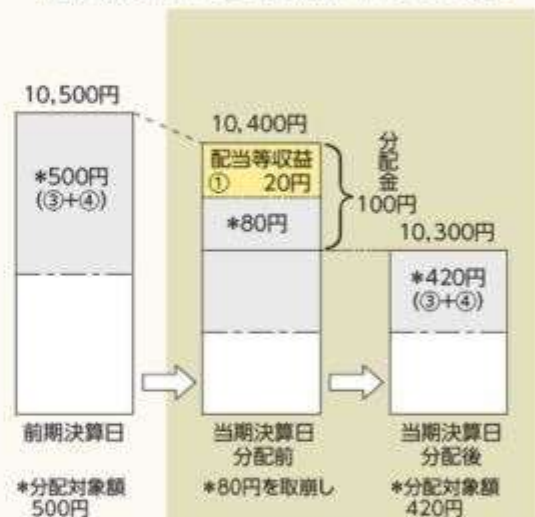 10,500円
*500円
(③+④)
前期決算日
*分配対象額
500円
10,400円
配当等収益
① 20円
*80円
分配金
100円
当期決算日
分配前
*80円を取崩し
10,300円
*420円
(③+④)
当期決算日
分配後
*分配対象額
420円